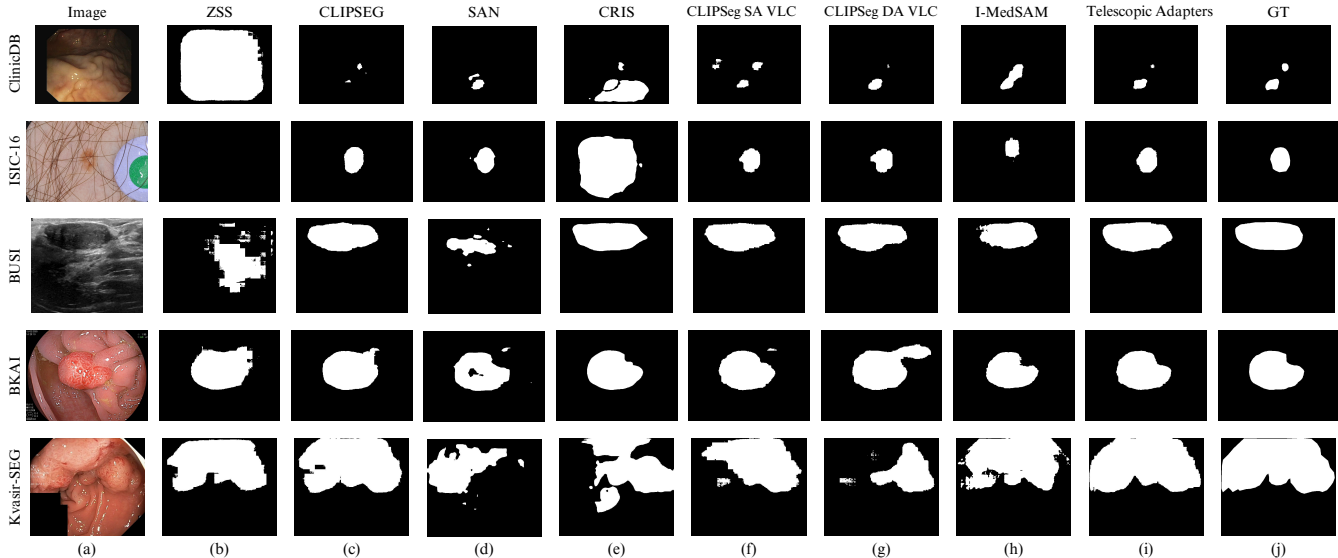 Image ZSS CLIPSEG SAN CRIS CLIPSeg SA VLC CLIPSeg DA VLC I-MedSAM Telescopic Adapters GT
ClinicDB
ISIC-16
BUSI
BKAI
Kvasir-SEG
(a) (b) (c) (d) (e) (f) (g) (h) (i) (j)